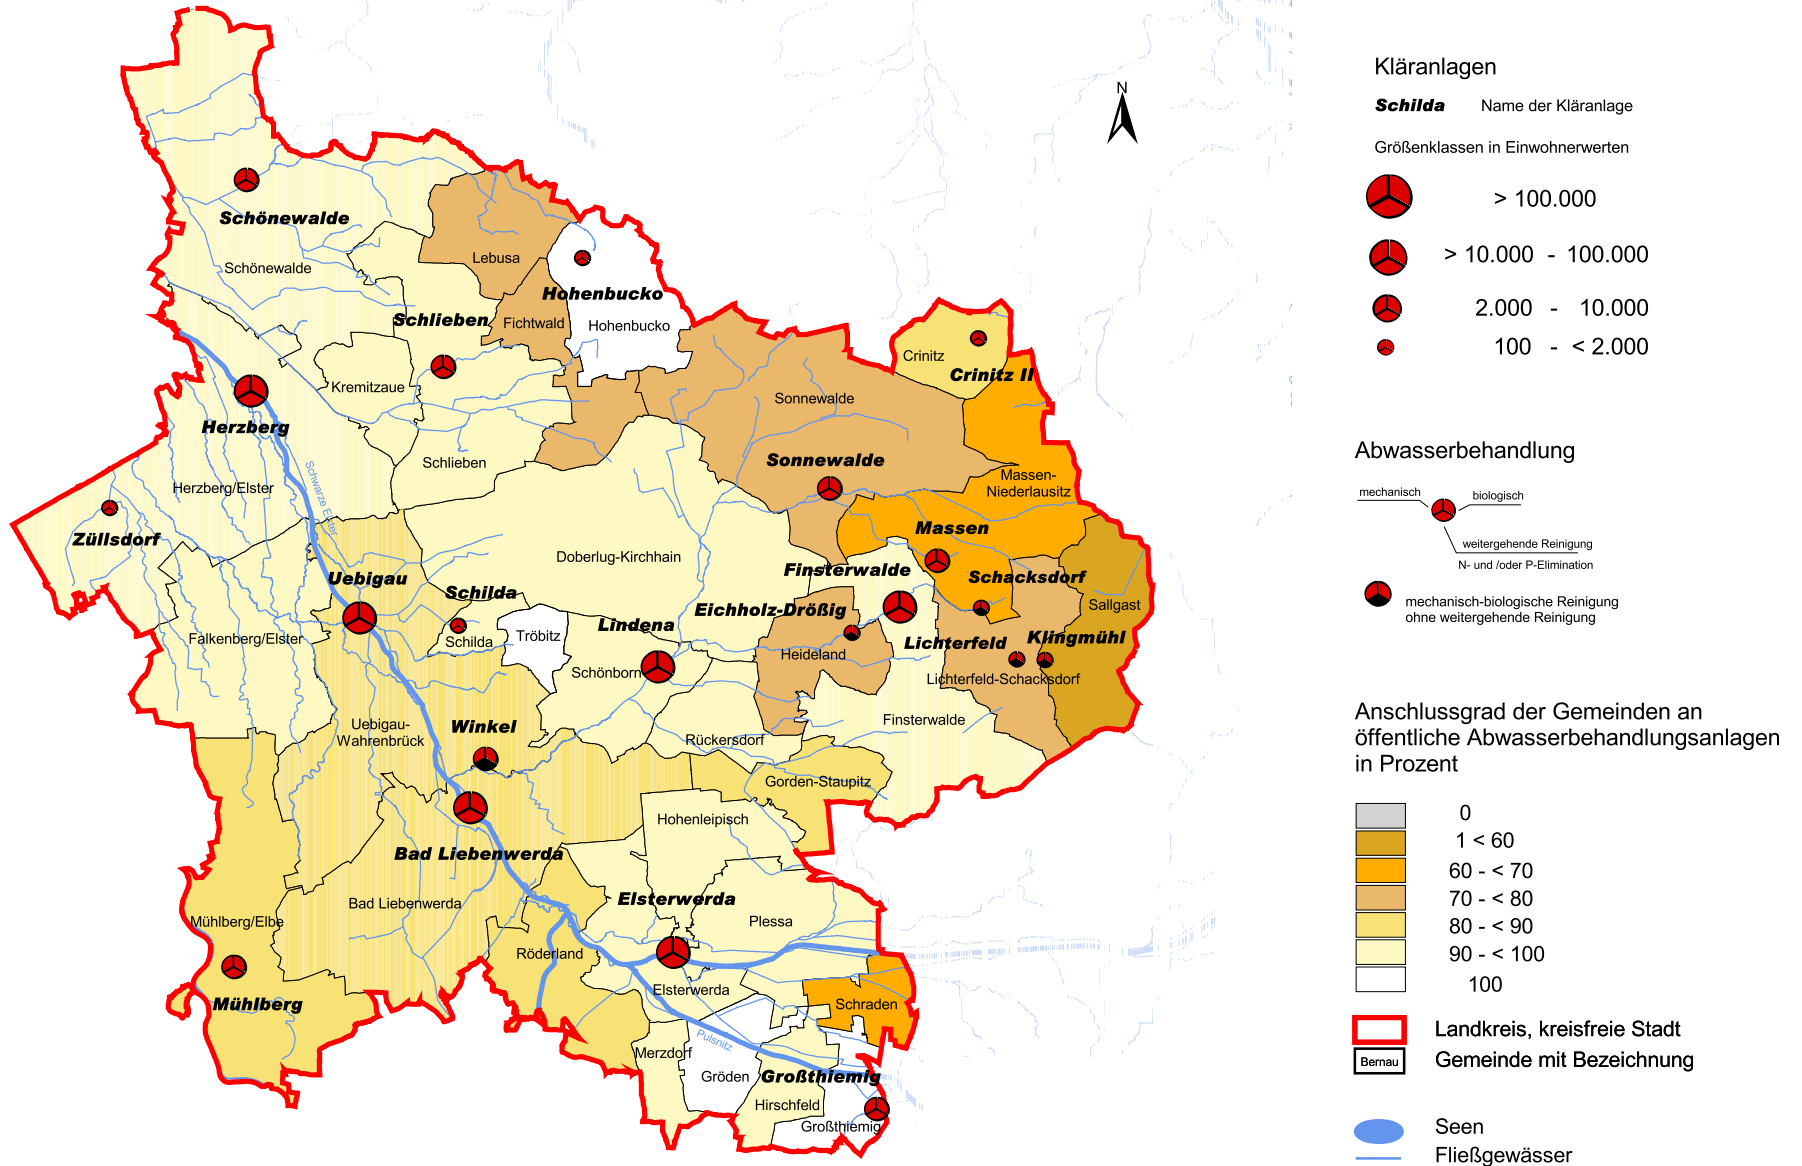 N
Schönewalde
Schönewalde
Lebusa
Hohenbucko
Schlieben
Fichtwald
Hohenbucko
Crinitz
Crinitz II
Kremitzaue
Sonnewalde
Herzberg
Schlieben
Sonnewalde
Massen-
Niederlausitz
Herzberg/Elster
Schwarze Elster
Züllsdorf
Massen
Doberlug-Kirchhain
Finsterwalde
Schacksdorf
Uebigau
Schilda
Eichholz-Drößig
Sallgast
Lindena
Falkenberg/Elster
Schilda
Tröbitz
Klingmühl
Lichterfeld
Heideland
Schönborn
Lichterfeld-Schacksdorf
Uebigau-
Wahrenbrück
Winkel
Finsterwalde
Rückersdorf
Gorden-Staupitz
Hohenleipisch
Bad Liebenwerda
Elsterwerda
Bad Liebenwerda
Mühlberg/Elbe
Plessa
Röderland
Elsterwerda
Mühlberg
Schraden
Pulsnitz
Merzdorf
Gröden
Großthiemig
Hirschfeld
Großthiemig
Kläranlagen
Schilda Name der Kläranlage
Größenklassen in Einwohnerwerten
> 100.000
> 10.000 - 100.000
2.000 - 10.000
100 - < 2.000
Abwasserbehandlung
mechanisch
biologisch
weitergehende Reinigung
N- und /oder P-Elimination
mechanisch-biologische Reinigung
ohne weitergehende Reinigung
Anschlussgrad der Gemeinden an
öffentliche Abwasserbehandlungsanlagen
in Prozent
0
1 < 60
60 - < 70
70 - < 80
80 - < 90
90 - < 100
100
Landkreis, kreisfreie Stadt
Bernau Gemeinde mit Bezeichnung
Seen
Fließgewässer